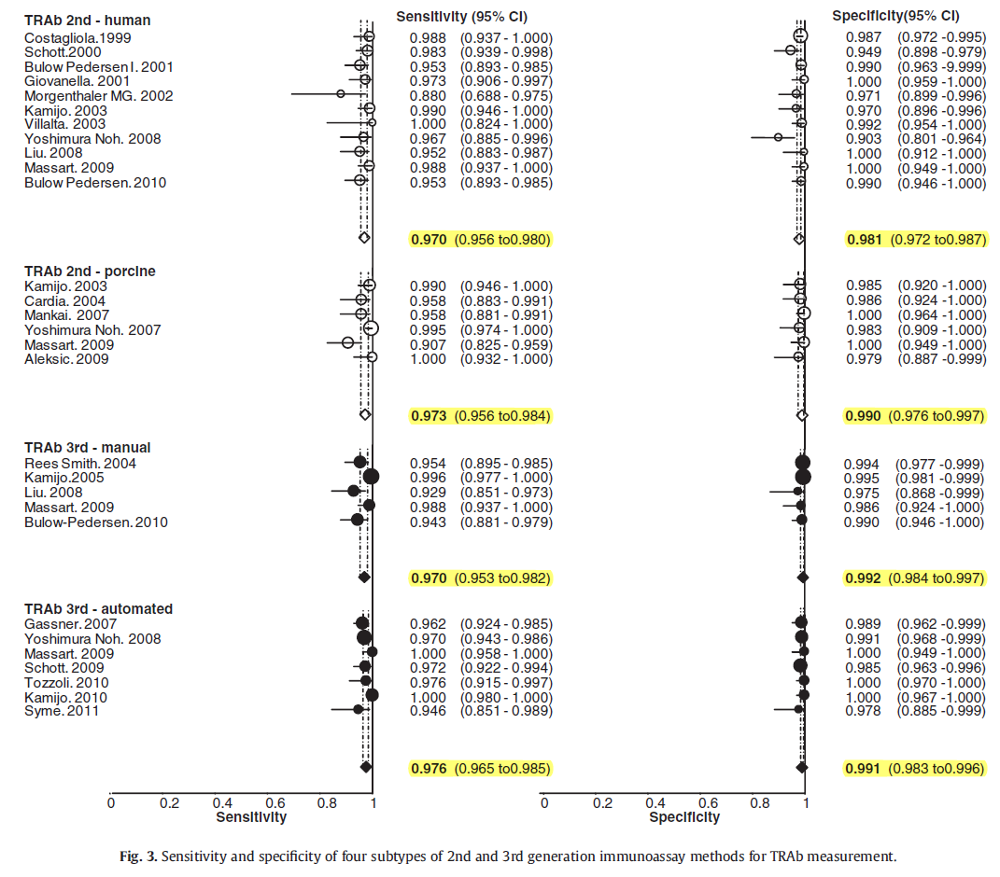 TRAb 2nd - human Sensitivity (95% CI) Specificity(95% CI)
Costagliola.1999 0.988 (0.937 - 1.000) 0.987 (0.972 -0.995)
Schott.2000 0.983 (0.939 - 0.998) 0.949 (0.898 -0.979)
Bulow Pedersen I. 2001 0.953 (0.893 - 0.985) 0.990 (0.963 -9.999)
Giovanella. 2001 0.973 (0.906 - 0.997) 1.000 (0.959 -1.000)
Morgenthaler MG. 2002 0.880 (0.688 - 0.975) 0.971 (0.899 -0.996)
Kamijo. 2003 0.990 (0.946 - 1.000) 0.970 (0.896 -0.996)
Villalta. 2003 1.000 (0.824 - 1.000) 0.992 (0.954 -1.000)
Yoshimura Noh. 2008 0.967 (0.885 - 0.996) 0.903 (0.801 -0.964)
Liu. 2008 0.952 (0.883 - 0.987) 1.000 (0.912 -1.000)
Massart. 2009 0.988 (0.937 - 1.000) 1.000 (0.949 -1.000)
Bulow Pedersen. 2010 0.953 (0.893 - 0.985) 0.990 (0.946 -1.000)
0.970 (0.956 to0.980) 0.981 (0.972 to0.987)
TRAb 2nd - porcine
Kamijo. 2003 0.990 (0.946 - 1.000) 0.985 (0.920 -1.000)
Cardia. 2004 0.958 (0.883 - 0.991) 0.986 (0.924 -1.000)
Mankai. 2007 0.958 (0.881 - 0.991) 1.000 (0.964 -1.000)
Yoshimura Noh. 2007 0.995 (0.974 - 1.000) 0.983 (0.909 -1.000)
Massart. 2009 0.907 (0.825 - 0.959) 1.000 (0.949 -1.000)
Aleksic. 2009 1.000 (0.932 - 1.000) 0.979 (0.887 -0.999)
0.973 (0.956 to0.984) 0.990 (0.976 to0.997)
TRAb 3rd - manual
Rees Smith. 2004 0.954 (0.895 - 0.985) 0.994 (0.977 -0.999)
Kamijo.2005 0.996 (0.977 - 1.000) 0.995 (0.981 -0.999)
Liu. 2008 0.929 (0.851 - 0.973) 0.975 (0.868 -0.999)
Massart. 2009 0.988 (0.937 - 1.000) 0.986 (0.924 -1.000)
Bulow-Pedersen. 2010 0.943 (0.881 - 0.979) 0.990 (0.946 -1.000)
0.970 (0.953 to0.982) 0.992 (0.984 to0.997)
TRAb 3rd - automated
Gassner. 2007 0.962 (0.924 - 0.985) 0.989 (0.962 -0.999)
Yoshimura Noh. 2008 0.970 (0.943 - 0.986) 0.991 (0.968 -0.999)
Massart. 2009 1.000 (0.958 - 1.000) 1.000 (0.949 -1.000)
Schott. 2009 0.972 (0.922 - 0.994) 0.985 (0.963 -0.996)
Tozzoli. 2010 0.976 (0.915 - 0.997) 1.000 (0.970 -1.000)
Kamijo. 2010 1.000 (0.980 - 1.000) 1.000 (0.967 -1.000)
Syme. 2011 0.946 (0.851 - 0.989) 0.978 (0.885 -0.999)
0.976 (0.965 to0.985) 0.991 (0.983 to0.996)
0 0.2 0.4 0.6 0.8 1 0 0.2 0.4 0.6 0.8 1
Sensitivity Specificity
Fig. 3. Sensitivity and specificity of four subtypes of 2nd and 3rd generation immunoassay methods for TRAb measurement.